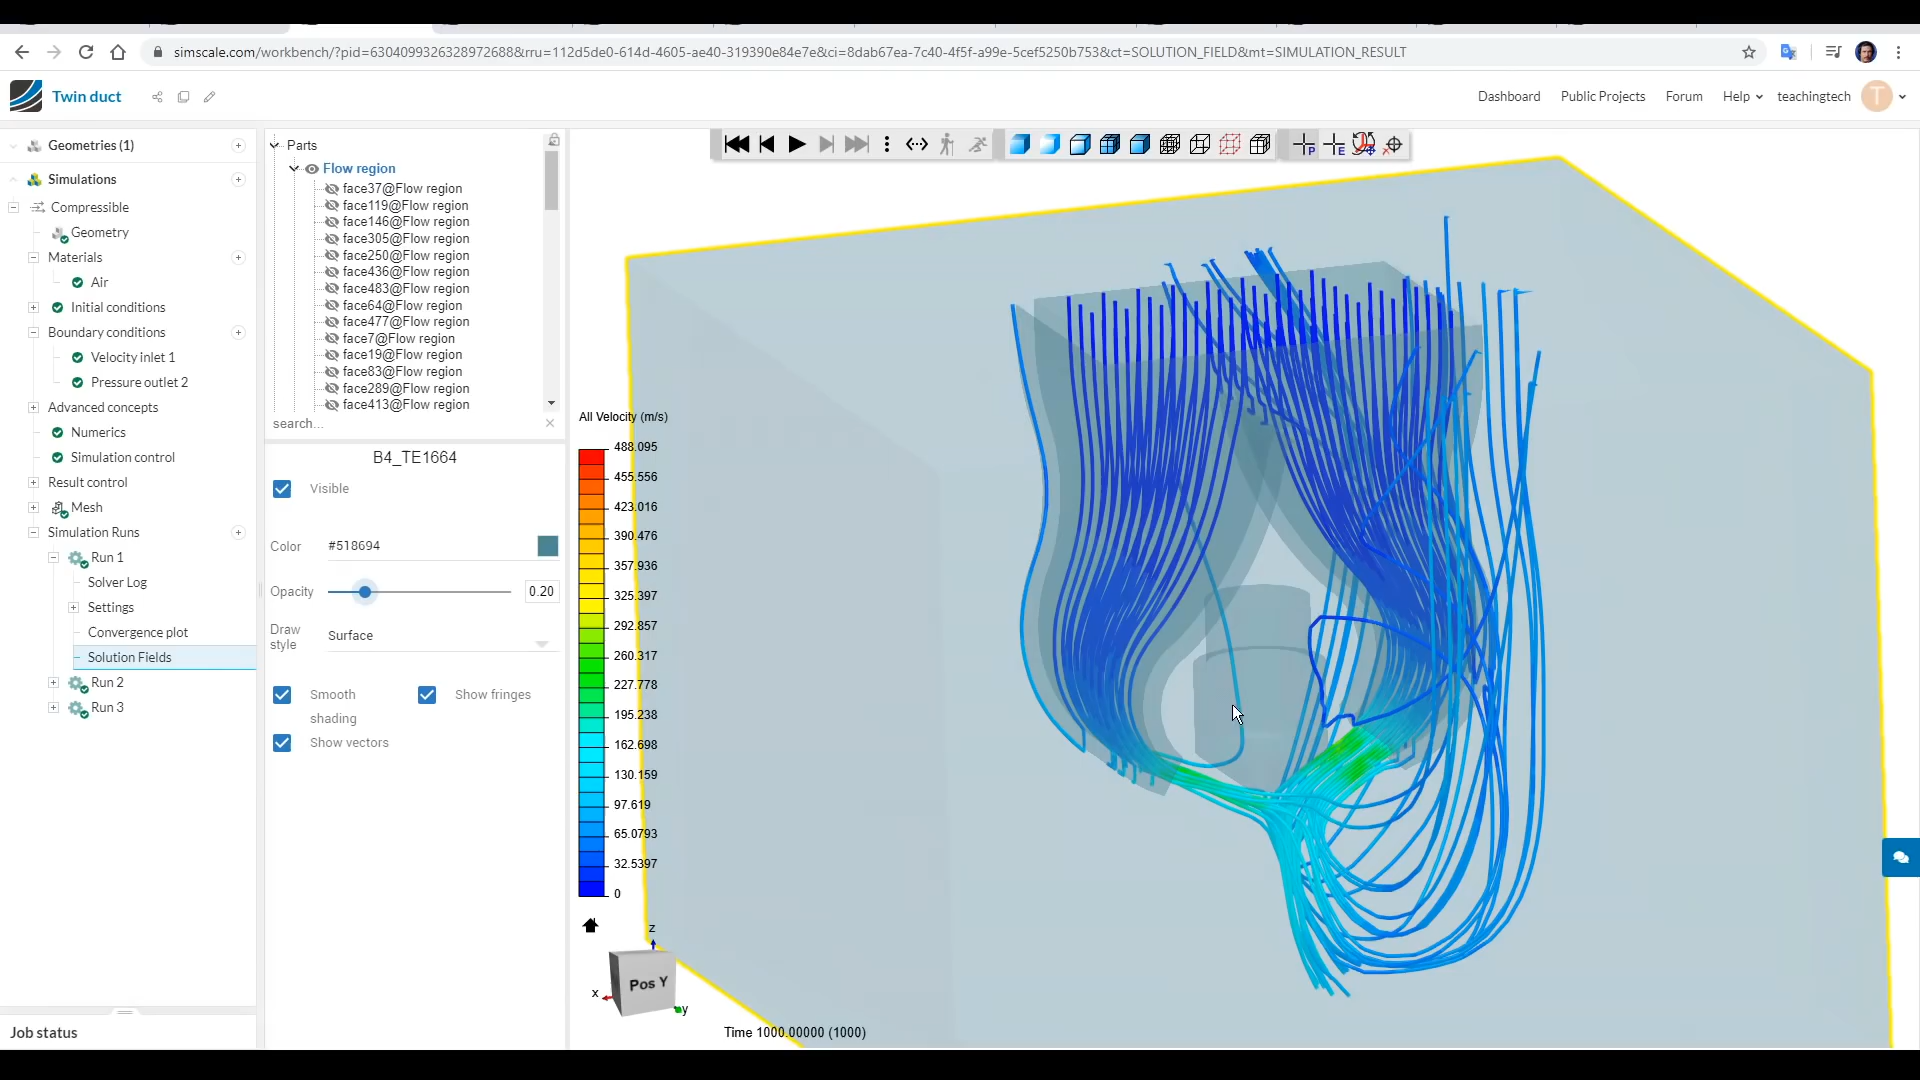 simscale.com/workbench/?pid=630409932632897268&rru=112d5de0-614d-4605-ae40-319390e84e7e&ci=8dab67ea-7c40-4f5f-a99e-5cef5250b753&ct=SOLUTION_FIELD&mt=SIMULATION_RESULT
Twin duct
Dashboard
Public Projects
Forum
Help
teachingtech
T
Geometries (1)
Simulations
Compressible
Geometry
Materials
Air
Initial conditions
Boundary conditions
Velocity inlet 1
Pressure outlet 2
Advanced concepts
Numerics
Simulation control
Result control
Mesh
Simulation Runs
Run 1
Solver Log
Settings
Convergence plot
Solution Fields
Run 2
Run 3
Job status
Parts
Flow region
face37@Flow region
face119@Flow region
face146@Flow region
face305@Flow region
face250@Flow region
face436@Flow region
face483@Flow region
face64@Flow region
face477@Flow region
face7@Flow region
face19@Flow region
face83@Flow region
face289@Flow region
face413@Flow region
search...
B4_TE1664
Visible
Color
#518694
Opacity
0.20
Draw style
Surface
Smooth shading
Show fringes
Show vectors
P
E
All Velocity (m/s)
488.095
455.556
423.016
390.476
357.936
325.397
292.857
260.317
227.778
195.238
162.698
130.159
97.619
65.0793
32.5397
0
z
Pos Y
x
y
Time 1000.00000 (1000)